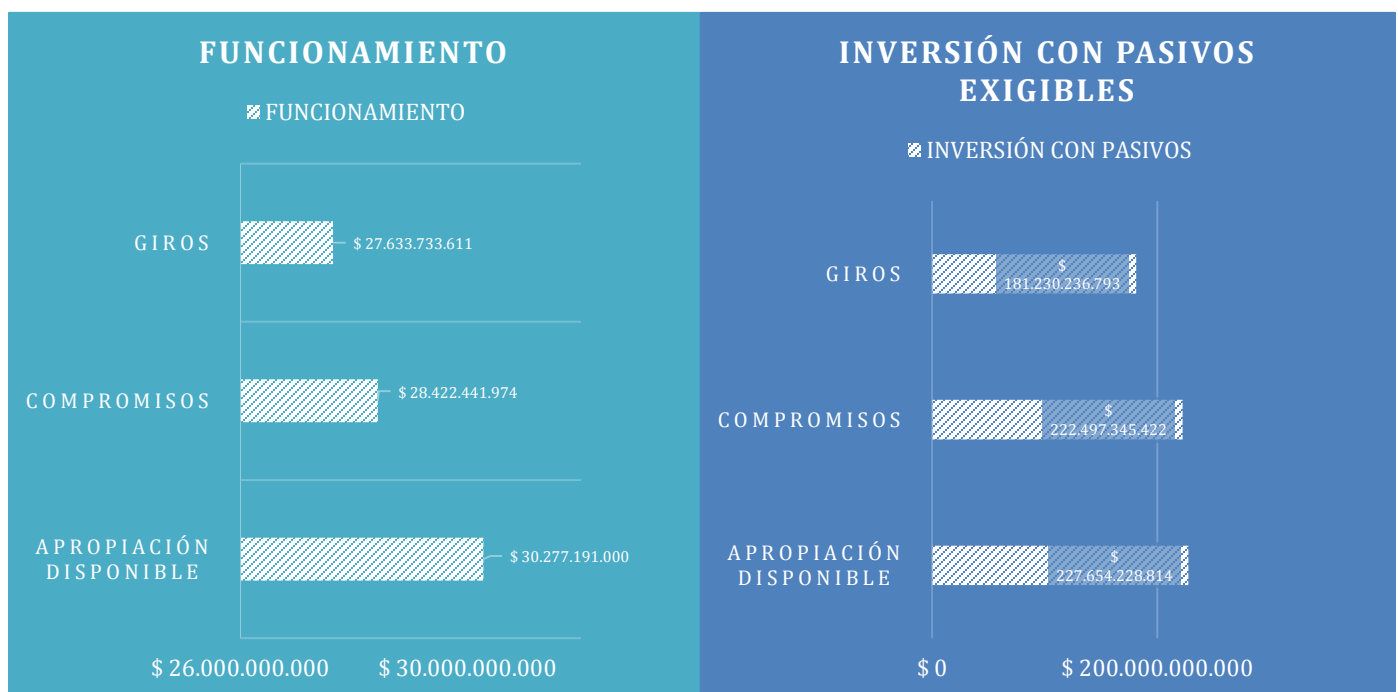 FUNCIONAMIENTO
FUNCIONAMIENTO
GIROS
$ 27.633.733.611
COMPROMISOS
$ 28.422.441.974
APROPIACIÓN
DISPONIBLE
$ 30.277.191.000
$ 26.000.000.000 $ 30.000.000.000
INVERSIÓN CON PASIVOS
EXIGIBLES
INVERSIÓN CON PASIVOS
GIROS
$
181.230.236.793
COMPROMISOS
$
222.497.345.422
APROPIACIÓN
DISPONIBLE
$
227.654.228.814
$ 0 $ 200.000.000.000